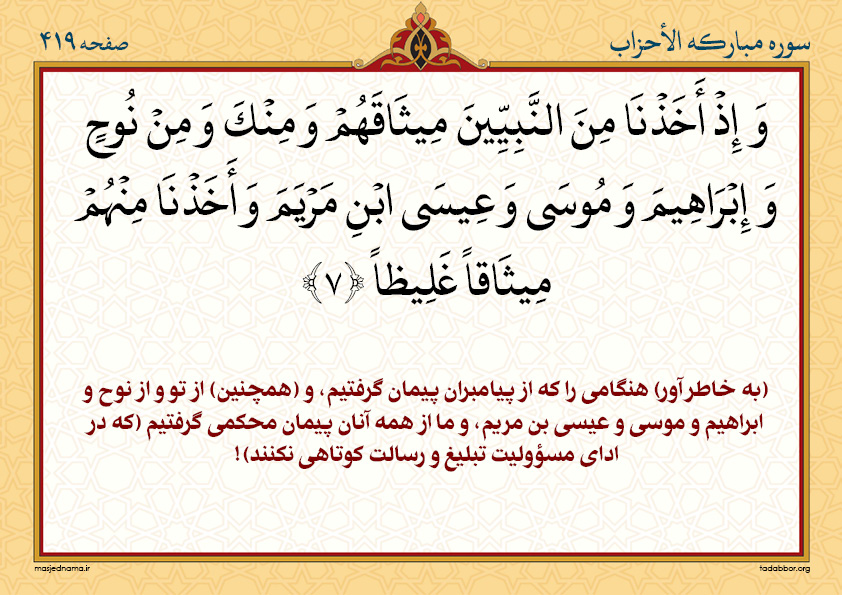 سوره مبارکه الأحزاب
صفحه ۴۱۹
وَ إِذْ أَخَذْنَا مِنَ النَّبِيِّينَ مِيثَاقَهُمْ وَ مِنْكَ وَ مِنْ نُوحٍ
وَ إِبْرَاهِيمَ وَ مُوسَى وَ عِيسَى ابْنِ مَرْيَمَ وَ أَخَذْنَا مِنْهُمْ
مِيثَاقاً غَلِيظاً ﴿۷﴾
(به خاطر آور) هنگامی را که از پیامبران پیمان گرفتیم، و (همچنین) از تو و از نوح و
ابراهیم و موسی و عیسی بن مریم، و ما از همه آنان پیمان محکمی گرفتیم (که در
ادای مسؤولیت تبلیغ و رسالت کوتاهی نکنند)!
masjednama.ir
tadabbor.org